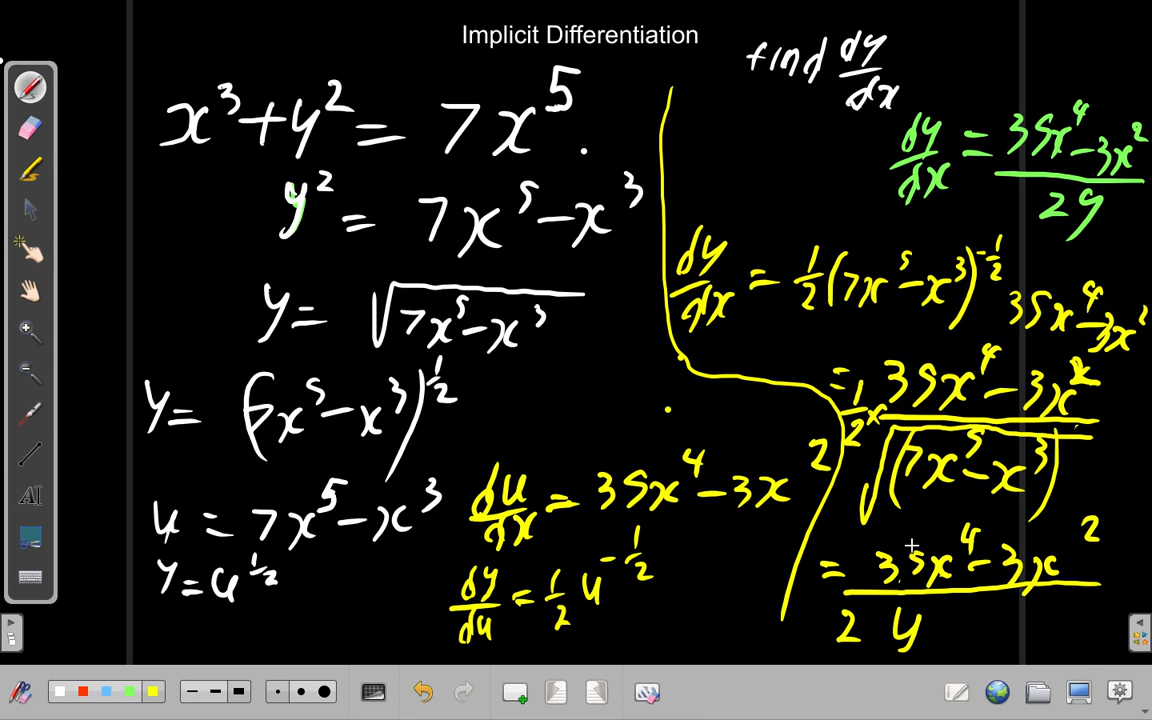 Implicit Differentiation
find dy/dx
x³ + y² = 7x⁵.
y² = 7x⁵ - x³
y = √(7x⁵ - x³)
y = (7x⁵ - x³)^½
u = 7x⁵ - x³
y = u^½
du/dx = 35x⁴ - 3x²
dy/du = ½ u^-½
dy/dx = (35x⁴ - 3x²)/2y
dy/dx = ½(7x⁵ - x³)^-½ 35x⁴ - 3x²
= ½ × (35x⁴ - 3x²)/√(7x⁵ - x³)
= (35x⁴ - 3x²)/2y